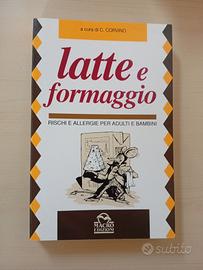 a cura di C. CORVINO
latte e
formaggio
RISCHI E ALLERGIE PER ADULTI E BAMBINI
MACRO
EDIZIONI
subito